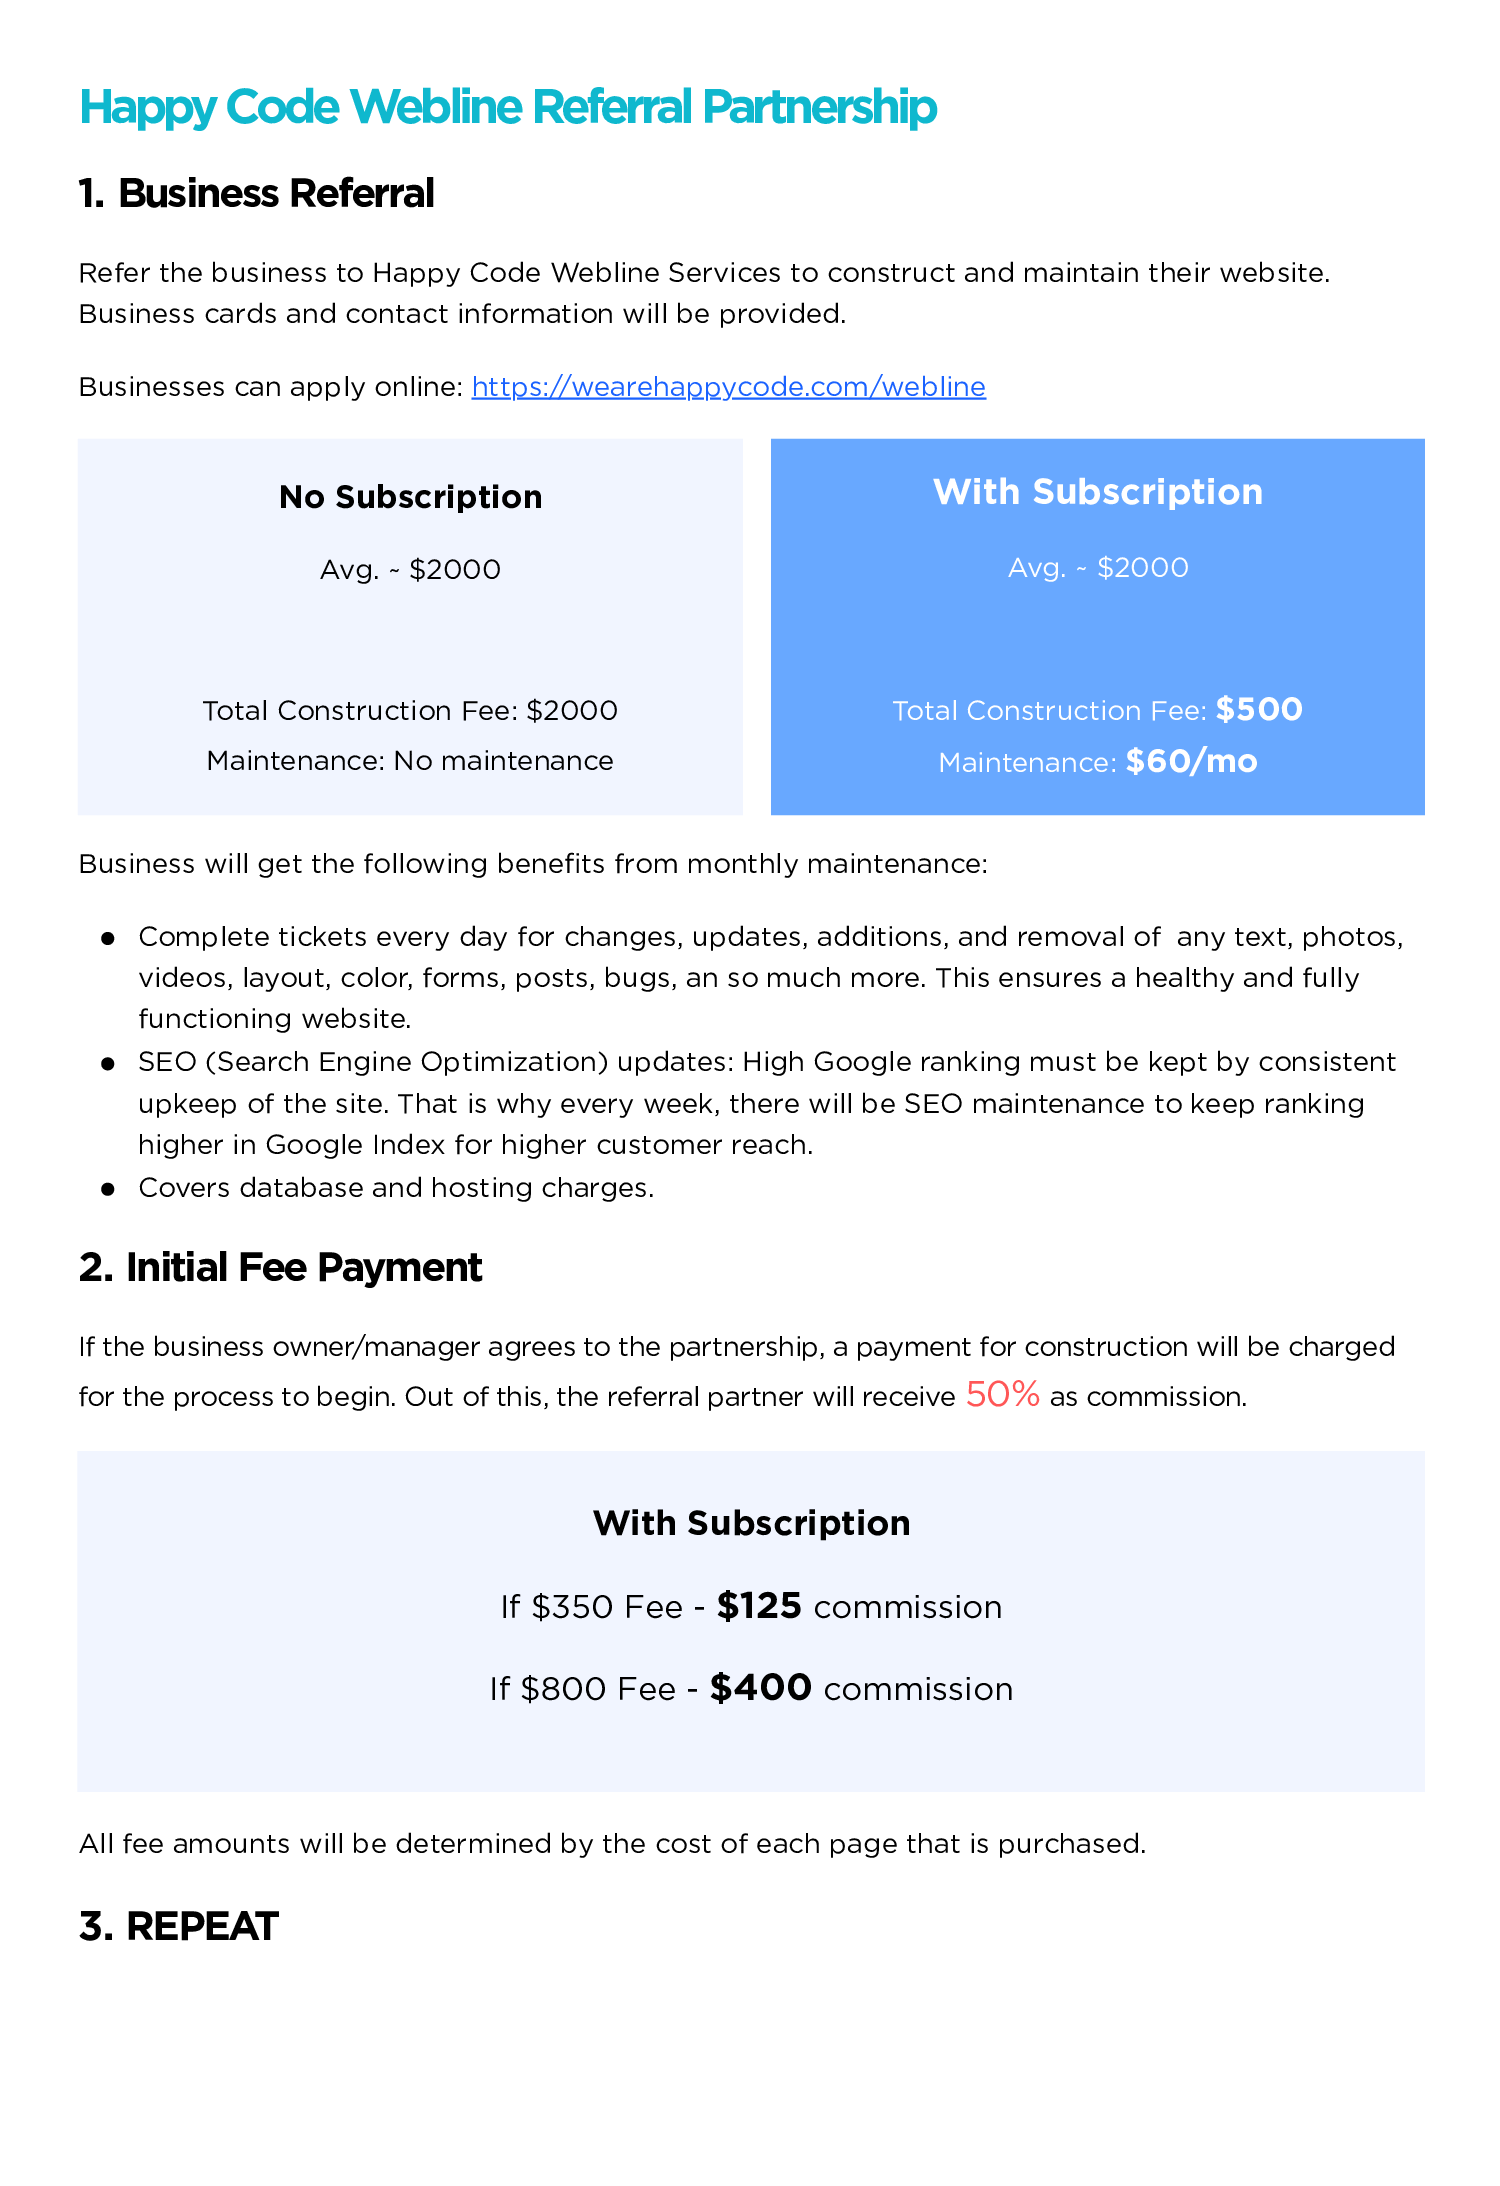 Happy Code Webline Referral Partnership
1. Business Referral
Refer the business to Happy Code Webline Services to construct and maintain their website.
Business cards and contact information will be provided.
Businesses can apply online: https://wearehappycode.com/webline
No Subscription
Avg. ~ $2000
Total Construction Fee: $2000
Maintenance: No maintenance
With Subscription
Avg. ~ $2000
Total Construction Fee: $500
Maintenance: $60/mo
Business will get the following benefits from monthly maintenance:
● Complete tickets every day for changes, updates, additions, and removal of  any text, photos,
videos, layout, color, forms, posts, bugs, an so much more. This ensures a healthy and fully
functioning website.
● SEO (Search Engine Optimization) updates: High Google ranking must be kept by consistent
upkeep of the site. That is why every week, there will be SEO maintenance to keep ranking
higher in Google Index for higher customer reach.
● Covers database and hosting charges.
2. Initial Fee Payment
If the business owner/manager agrees to the partnership, a payment for construction will be charged
for the process to begin. Out of this, the referral partner will receive 50% as commission.
With Subscription
If $350 Fee - $125 commission
If $800 Fee - $400 commission
All fee amounts will be determined by the cost of each page that is purchased.
3. REPEAT